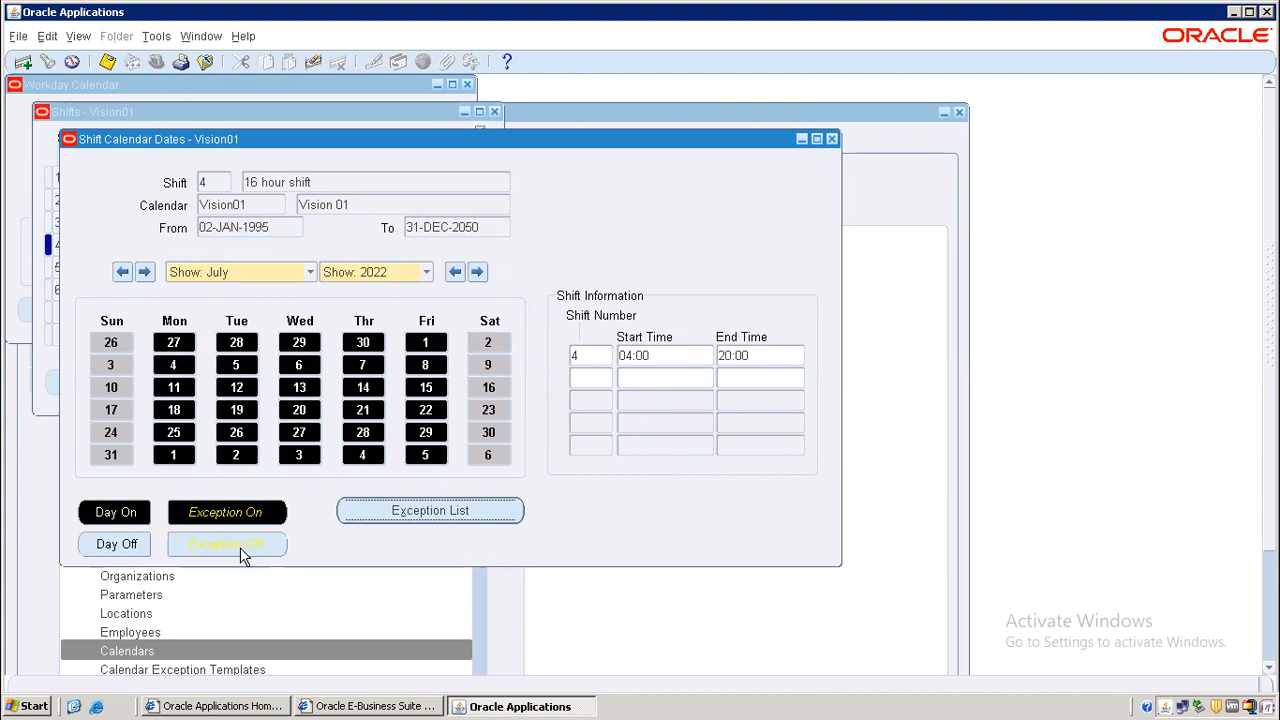 Oracle Applications
File Edit View Folder Tools Window Help
ORACLE
Workday Calendar
Shifts - Vision01
Shift Calendar Dates - Vision01
Shift 4 16 hour shift
Calendar Vision01 Vision 01
From 02-JAN-1995 To 31-DEC-2050
Show: July Show: 2022
Shift Information
Shift Number
Start Time End Time
4 04:00 20:00
Sun Mon Tue Wed Thr Fri Sat
26 27 28 29 30 1 2
3 4 5 6 7 8 9
10 11 12 13 14 15 16
17 18 19 20 21 22 23
24 25 26 27 28 29 30
31 1 2 3 4 5 6
Day On Exception On Exception List
Day Off Exception Off
Organizations
Parameters
Locations
Employees
Calendars
Calendar Exception Templates
Activate Windows
Go to Settings to activate Windows.
Start Oracle Applications Hom... Oracle E-Business Suite ... Oracle Applications